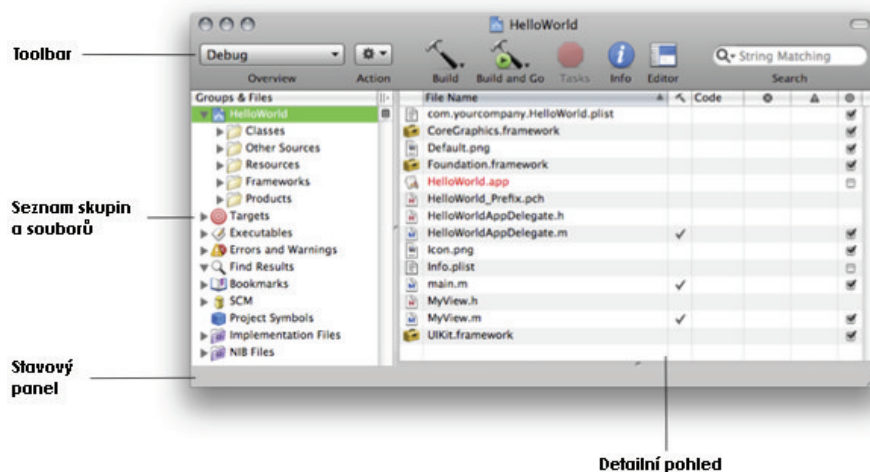 HelloWorld
Toolbar
Debug
Overview
Action
Build
Build and Go
Tasks
Info
Editor
String Matching
Search
Groups & Files
File Name
Code
HelloWorld
Classes
Other Sources
Resources
Frameworks
Products
Targets
Executables
Errors and Warnings
Find Results
Bookmarks
SCM
Project Symbols
Implementation Files
NIB Files
com.yourcompany.HelloWorld.plist
CoreGraphics.framework
Default.png
Foundation.framework
HelloWorld.app
HelloWorld_Prefix.pch
HelloWorldAppDelegate.h
HelloWorldAppDelegate.m
Icon.png
Info.plist
main.m
MyView.h
MyView.m
UIKit.framework
Seznam skupin
a souborů
Stavový
panel
Detailní pohled